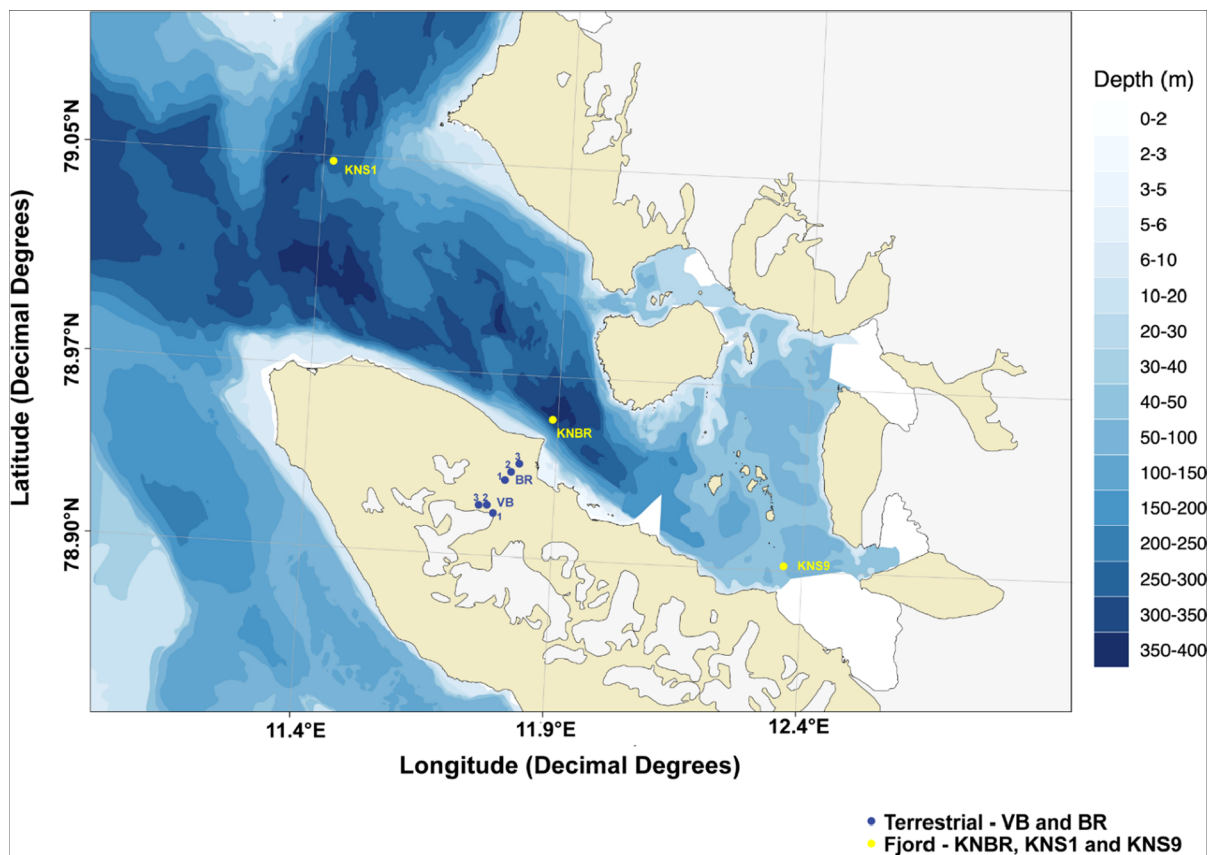 Depth (m)
0-2
2-3
3-5
5-6
6-10
10-20
20-30
30-40
40-50
50-100
100-150
150-200
200-250
250-300
300-350
350-400
79.05°N
78.97°N
78.90°N
Latitude (Decimal Degrees)
KNS1
KNBR
3
2
1 BR
3 2 VB
1
KNS9
11.4°E
11.9°E
12.4°E
Longitude (Decimal Degrees)
Terrestrial - VB and BR
Fjord - KNBR, KNS1 and KNS9